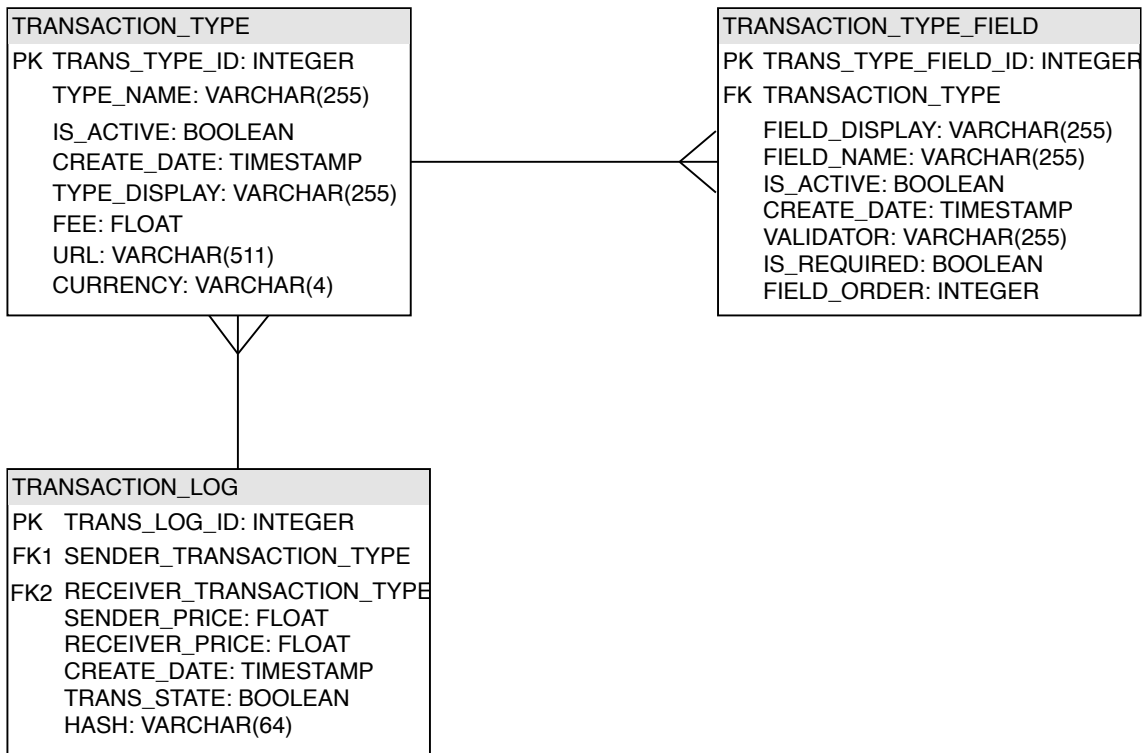 TRANSACTION_TYPE
PK TRANS_TYPE_ID: INTEGER
TYPE_NAME: VARCHAR(255)
IS_ACTIVE: BOOLEAN
CREATE_DATE: TIMESTAMP
TYPE_DISPLAY: VARCHAR(255)
FEE: FLOAT
URL: VARCHAR(511)
CURRENCY: VARCHAR(4)
TRANSACTION_TYPE_FIELD
PK TRANS_TYPE_FIELD_ID: INTEGER
FK TRANSACTION_TYPE
FIELD_DISPLAY: VARCHAR(255)
FIELD_NAME: VARCHAR(255)
IS_ACTIVE: BOOLEAN
CREATE_DATE: TIMESTAMP
VALIDATOR: VARCHAR(255)
IS_REQUIRED: BOOLEAN
FIELD_ORDER: INTEGER
TRANSACTION_LOG
PK TRANS_LOG_ID: INTEGER
FK1 SENDER_TRANSACTION_TYPE
FK2 RECEIVER_TRANSACTION_TYPE
SENDER_PRICE: FLOAT
RECEIVER_PRICE: FLOAT
CREATE_DATE: TIMESTAMP
TRANS_STATE: BOOLEAN
HASH: VARCHAR(64)